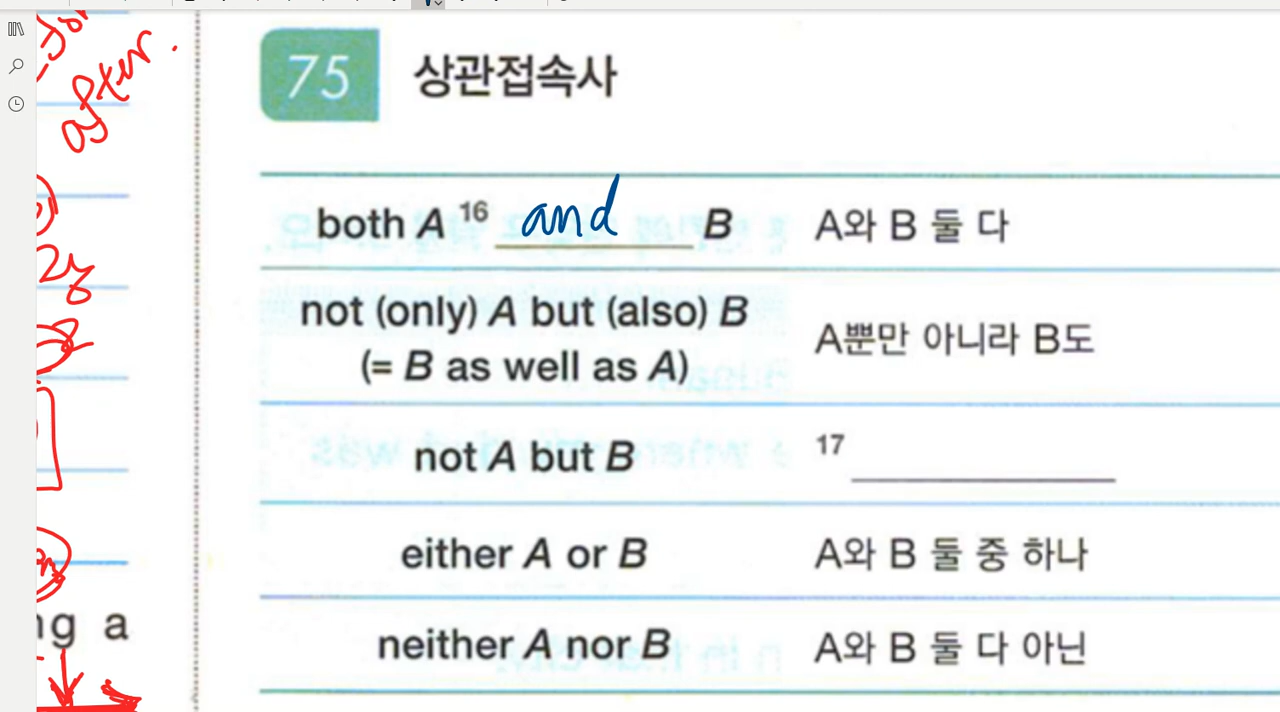 after.
75 상관접속사
both A 16 and B A와 B 둘 다
not (only) A but (also) B
(= B as well as A) A뿐만 아니라 B도
not A but B 17
either A or B A와 B 둘 중 하나
neither A nor B A와 B 둘 다 아닌
ng a